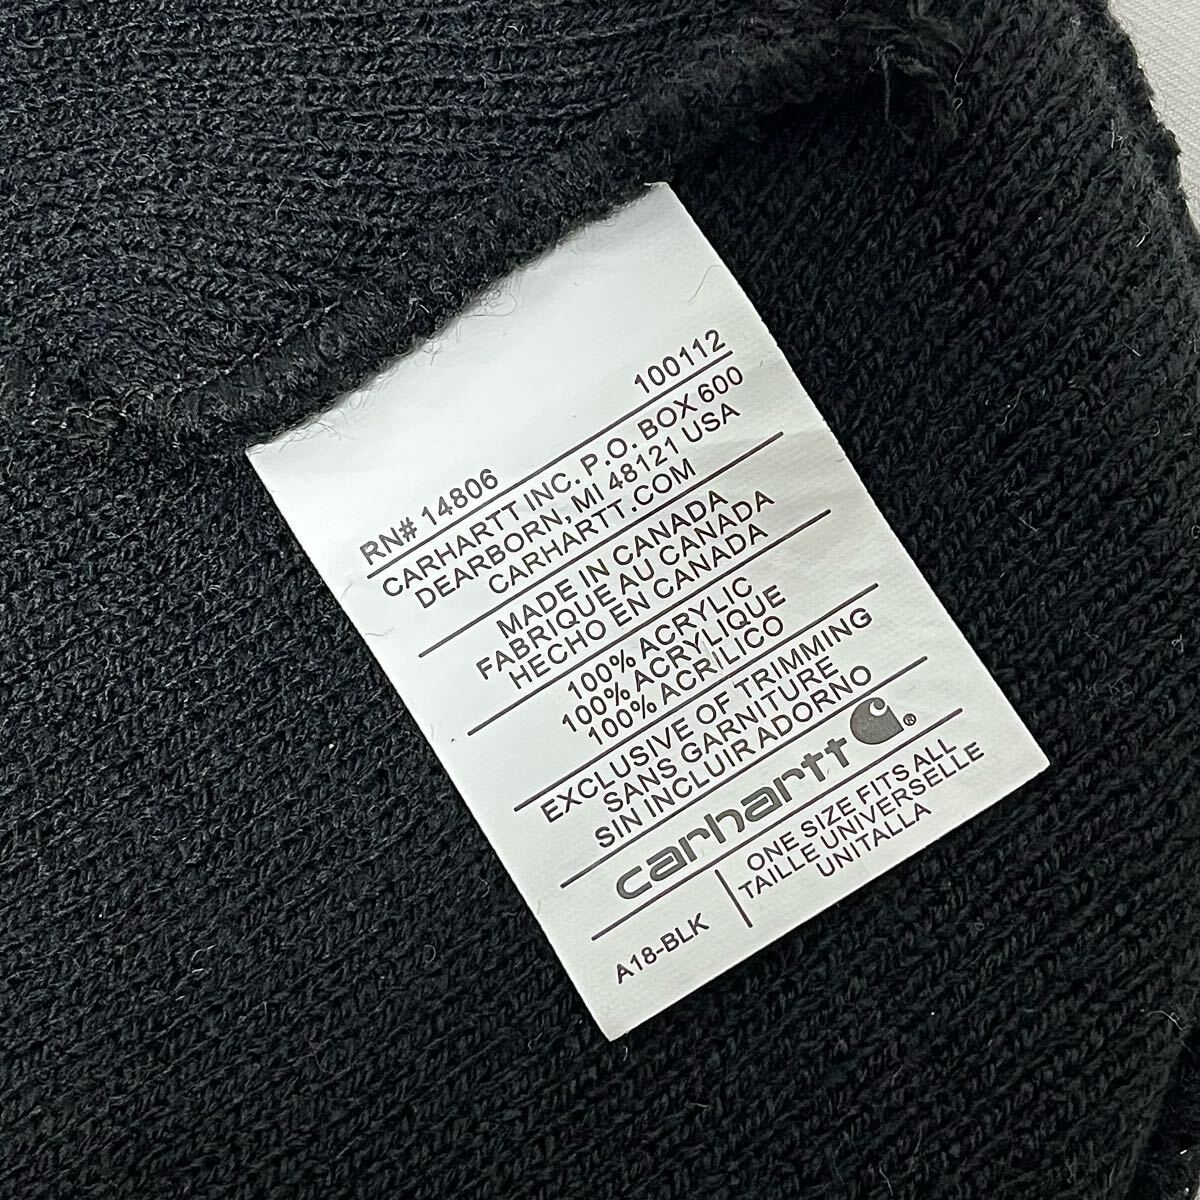 RN# 14806 100112
CARHARTT INC. P.O. BOX 600
DEARBORN, MI 48121 USA
CARHARTT.COM
MADE IN CANADA
FABRIQUE AU CANADA
HECHO EN CANADA
100% ACRYLIC
100% ACRYLIQUE
100% ACRILICO
EXCLUSIVE OF TRIMMING
SANS GARNITURE
SIN INCLUIR ADORNO
carhartt ®
A18-BLK
ONE SIZE FITS ALL
TAILLE UNIVERSELLE
UNITALLA